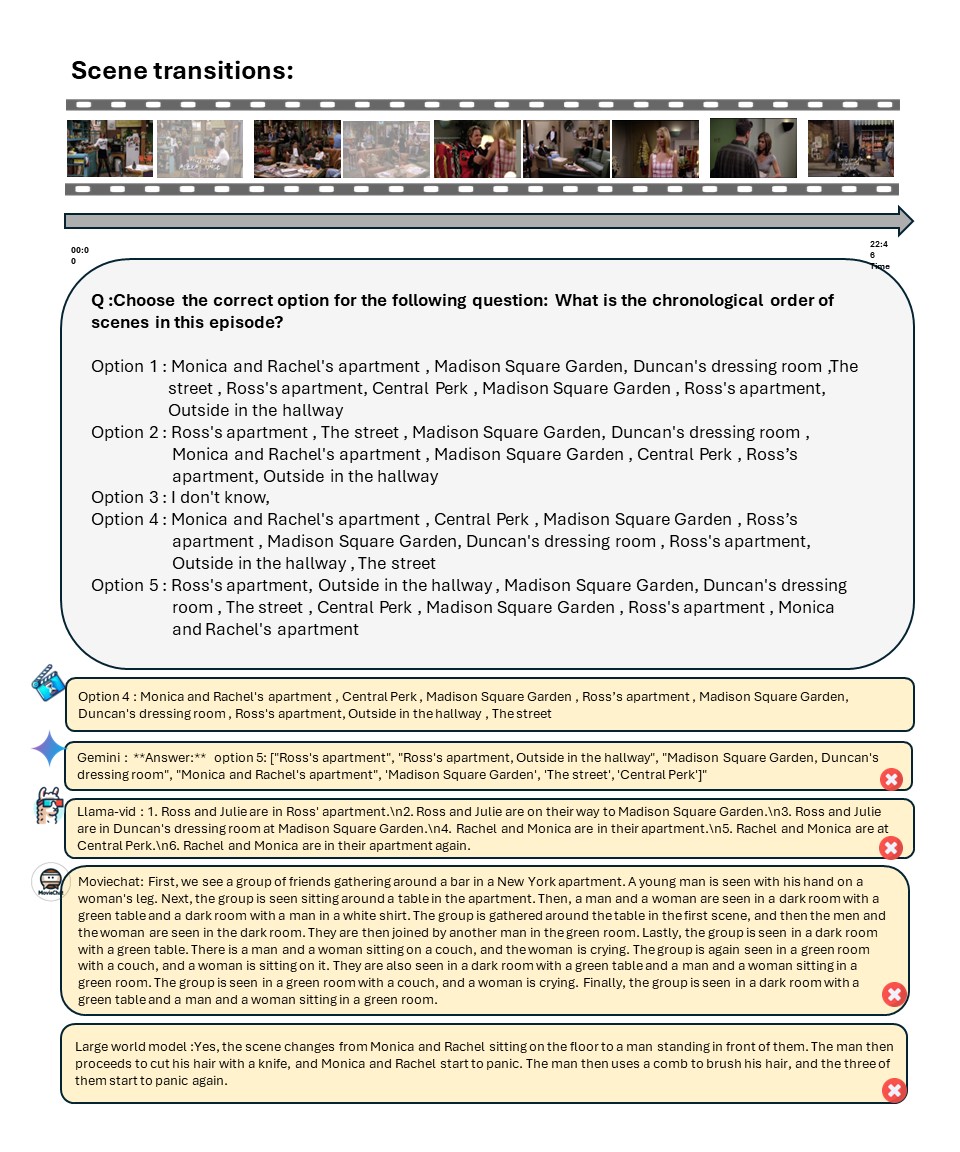 Scene transitions:
00:0
0
22:4
6
Time
Q :Choose the correct option for the following question: What is the chronological order of
scenes in this episode?
Option 1 : Monica and Rachel's apartment , Madison Square Garden, Duncan's dressing room ,The
street , Ross's apartment, Central Perk , Madison Square Garden , Ross's apartment,
Outside in the hallway
Option 2 : Ross's apartment , The street , Madison Square Garden, Duncan's dressing room ,
Monica and Rachel's apartment , Madison Square Garden , Central Perk , Ross’s
apartment, Outside in the hallway
Option 3 : I don't know,
Option 4 : Monica and Rachel's apartment , Central Perk , Madison Square Garden , Ross’s
apartment , Madison Square Garden, Duncan's dressing room , Ross's apartment,
Outside in the hallway , The street
Option 5 : Ross's apartment, Outside in the hallway , Madison Square Garden, Duncan's dressing
room , The street , Central Perk , Madison Square Garden , Ross's apartment , Monica
and Rachel's apartment
Option 4 : Monica and Rachel's apartment , Central Perk , Madison Square Garden , Ross’s apartment , Madison Square Garden,
Duncan's dressing room , Ross's apartment, Outside in the hallway , The street
Gemini : **Answer:** option 5: ["Ross's apartment", "Ross's apartment, Outside in the hallway", "Madison Square Garden, Duncan's
dressing room", "Monica and Rachel's apartment", 'Madison Square Garden', 'The street', 'Central Perk']"
Llama-vid : 1. Ross and Julie are in Ross' apartment.\n2. Ross and Julie are on their way to Madison Square Garden.\n3. Ross and Julie
are in Duncan's dressing room at Madison Square Garden.\n4. Rachel and Monica are in their apartment.\n5. Rachel and Monica are at
Central Perk.\n6. Rachel and Monica are in their apartment again.
Moviechat: First, we see a group of friends gathering around a bar in a New York apartment. A young man is seen with his hand on a
woman's leg. Next, the group is seen sitting around a table in the apartment. Then, a man and a woman are seen in a dark room with a
green table and a dark room with a man in a white shirt. The group is gathered around the table in the first scene, and then the men and
the woman are seen in the dark room. They are then joined by another man in the green room. Lastly, the group is seen in a dark room
with a green table. There is a man and a woman sitting on a couch, and the woman is crying. The group is again seen in a green room
with a couch, and a woman is sitting on it. They are also seen in a dark room with a green table and a man and a woman sitting in a
green room. The group is seen in a green room with a couch, and a woman is crying. Finally, the group is seen in a dark room with a
green table and a man and a woman sitting in a green room.
Large world model :Yes, the scene changes from Monica and Rachel sitting on the floor to a man standing in front of them. The man then
proceeds to cut his hair with a knife, and Monica and Rachel start to panic. The man then uses a comb to brush his hair, and the three of
them start to panic again.